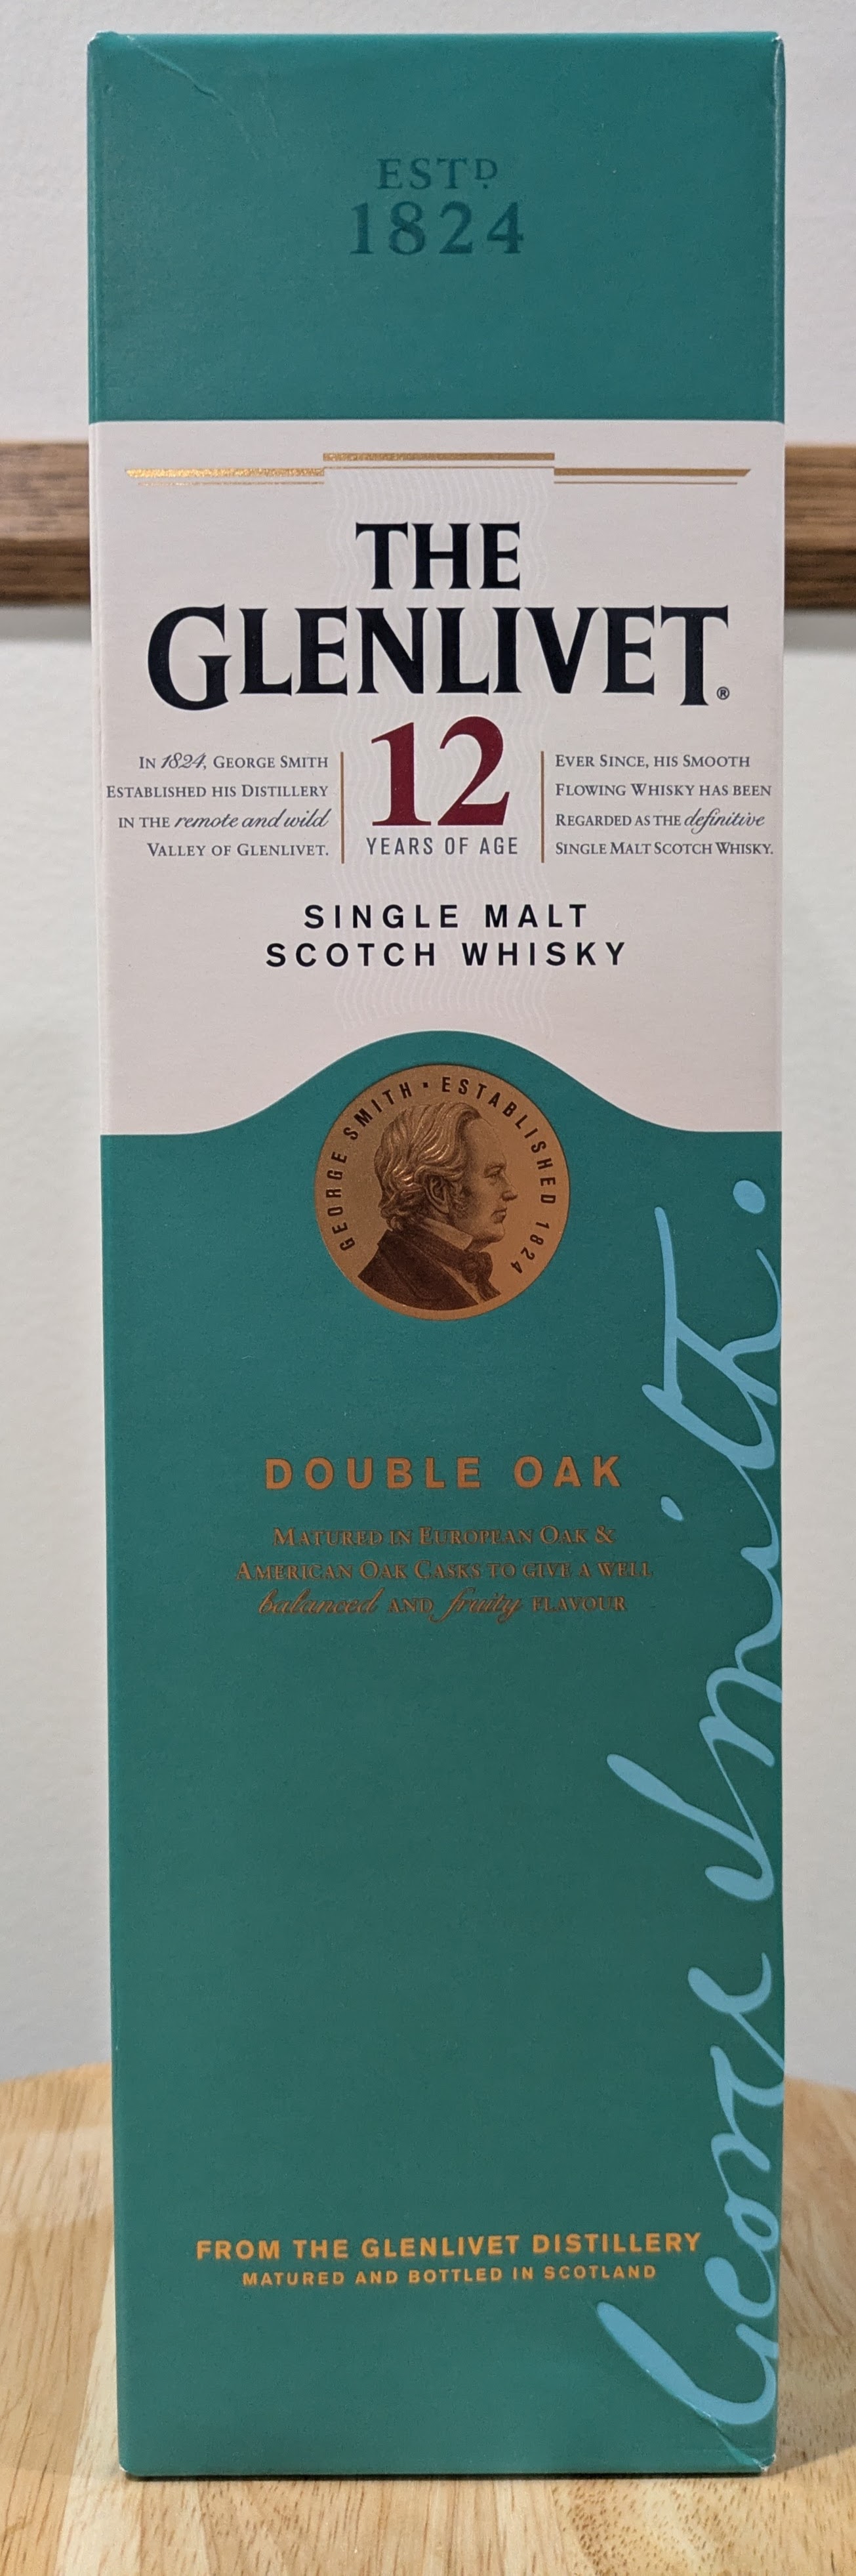 ESTD
1824
THE
GLENLIVET®
12
YEARS OF AGE
IN 1824, GEORGE SMITH
ESTABLISHED HIS DISTILLERY
IN THE remote and wild
VALLEY OF GLENLIVET.
EVER SINCE, HIS SMOOTH
FLOWING WHISKY HAS BEEN
REGARDED AS THE definitive
SINGLE MALT SCOTCH WHISKY.
SINGLE MALT
SCOTCH WHISKY
GEORGE SMITH · ESTABLISHED 1824
DOUBLE OAK
MATURED IN EUROPEAN OAK &
AMERICAN OAK CASKS TO GIVE A WELL
balanced AND fruity FLAVOUR
George Smith.
FROM THE GLENLIVET DISTILLERY
MATURED AND BOTTLED IN SCOTLAND